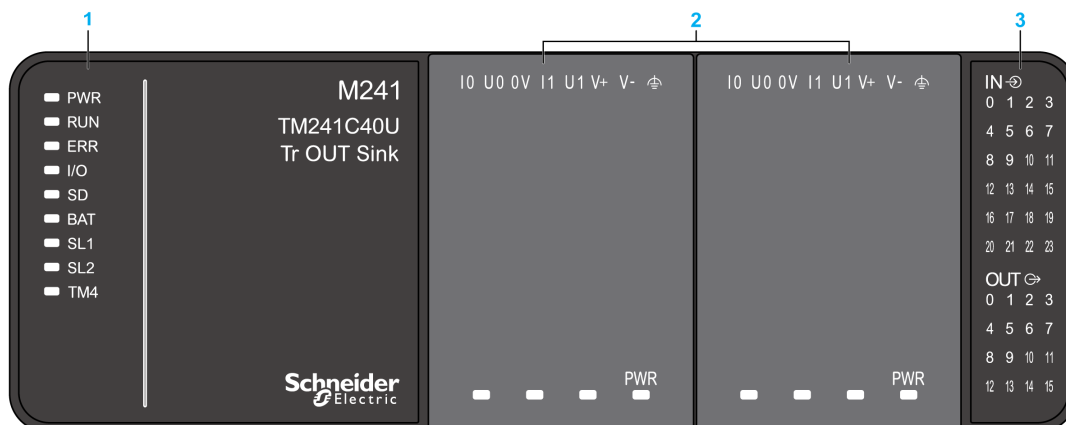 1
2
3
PWR
RUN
ERR
I/O
SD
BAT
SL1
SL2
TM4
M241
TM241C40U
Tr OUT Sink
Schneider
Electric
I0 U0 0V I1 U1 V+ V-
PWR
I0 U0 0V I1 U1 V+ V-
PWR
IN
0 1 2 3
4 5 6 7
8 9 10 11
12 13 14 15
16 17 18 19
20 21 22 23
OUT
0 1 2 3
4 5 6 7
8 9 10 11
12 13 14 15